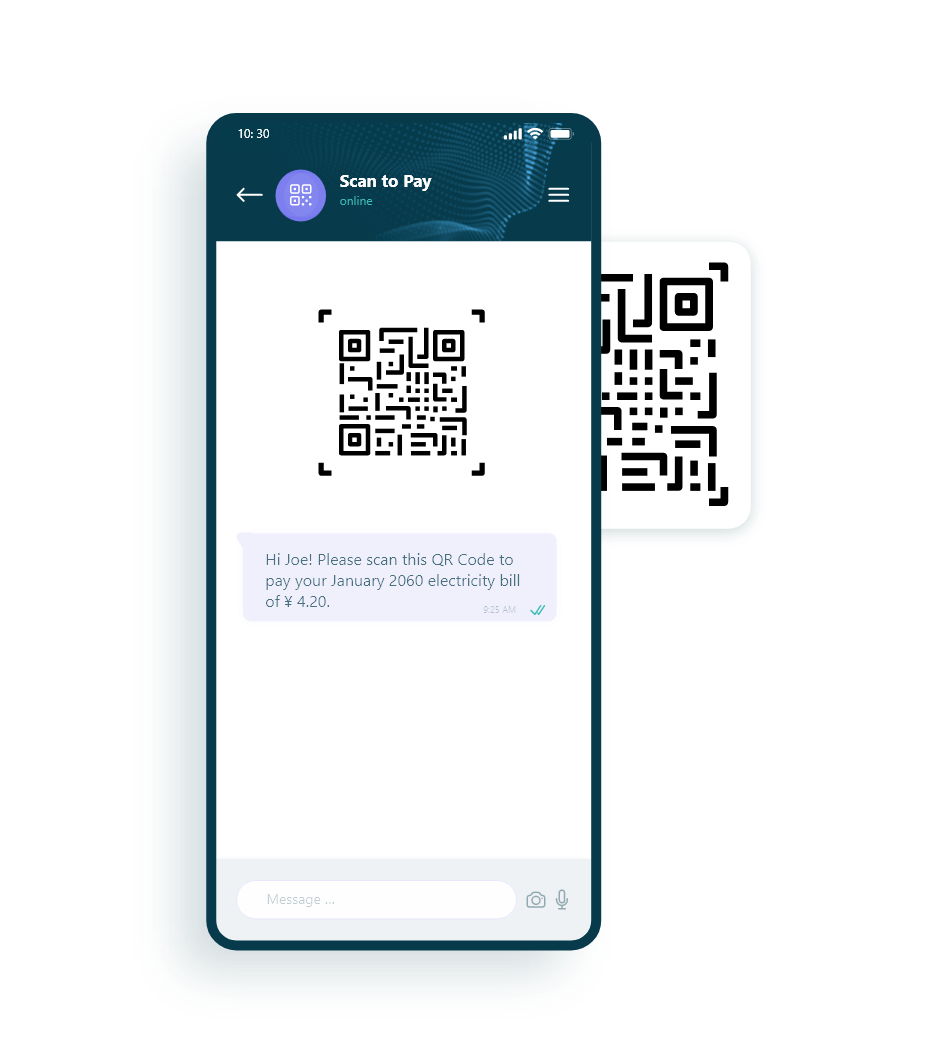 10: 30
Scan to Pay
online
Hi Joe! Please scan this QR Code to
pay your January 2060 electricity bill
of ¥ 4.20.
9:25 AM
Message ...